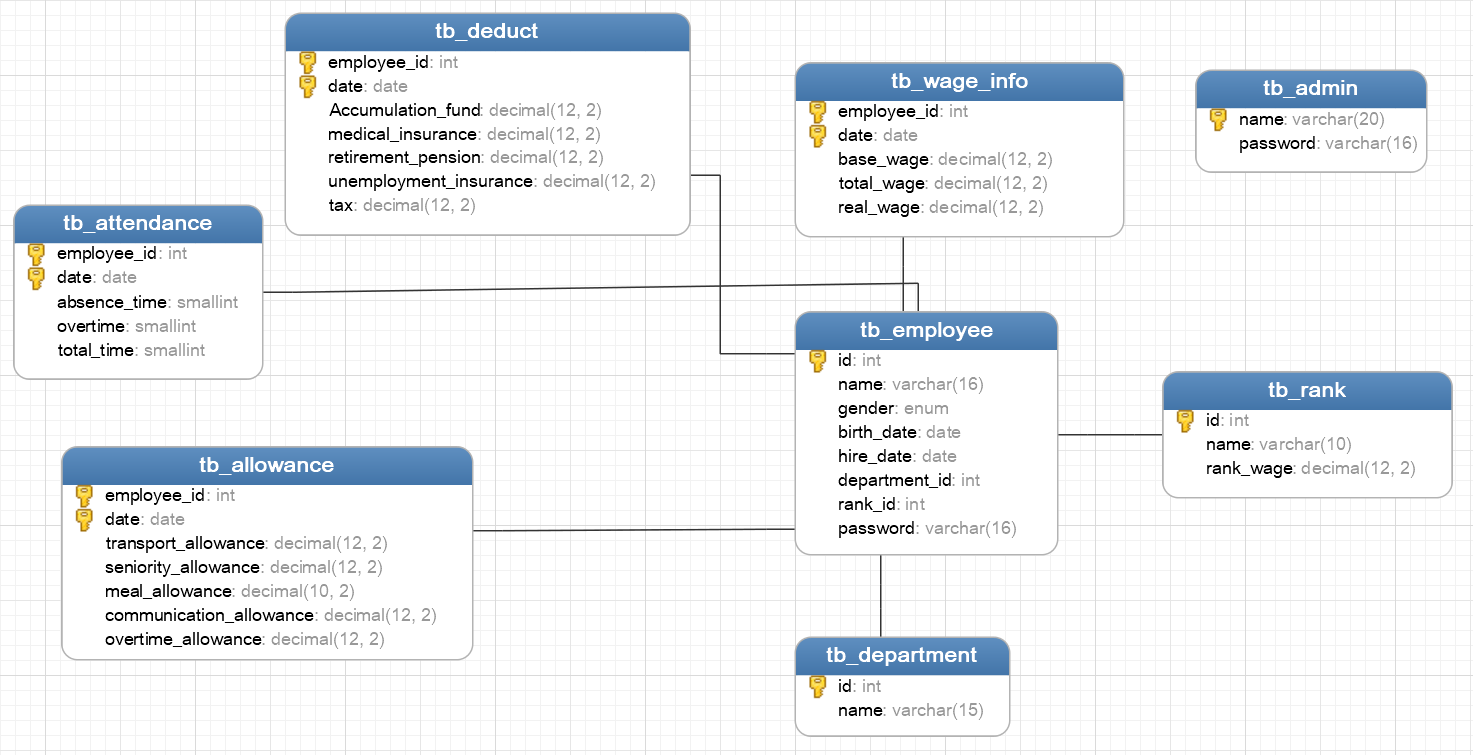 tb_deduct
employee_id: int
date: date
Accumulation_fund: decimal(12, 2)
medical_insurance: decimal(12, 2)
retirement_pension: decimal(12, 2)
unemployment_insurance: decimal(12, 2)
tax: decimal(12, 2)
tb_wage_info
employee_id: int
date: date
base_wage: decimal(12, 2)
total_wage: decimal(12, 2)
real_wage: decimal(12, 2)
tb_admin
name: varchar(20)
password: varchar(16)
tb_attendance
employee_id: int
date: date
absence_time: smallint
overtime: smallint
total_time: smallint
tb_employee
id: int
name: varchar(16)
gender: enum
birth_date: date
hire_date: date
department_id: int
rank_id: int
password: varchar(16)
tb_rank
id: int
name: varchar(10)
rank_wage: decimal(12, 2)
tb_allowance
employee_id: int
date: date
transport_allowance: decimal(12, 2)
seniority_allowance: decimal(12, 2)
meal_allowance: decimal(10, 2)
communication_allowance: decimal(12, 2)
overtime_allowance: decimal(12, 2)
tb_department
id: int
name: varchar(15)